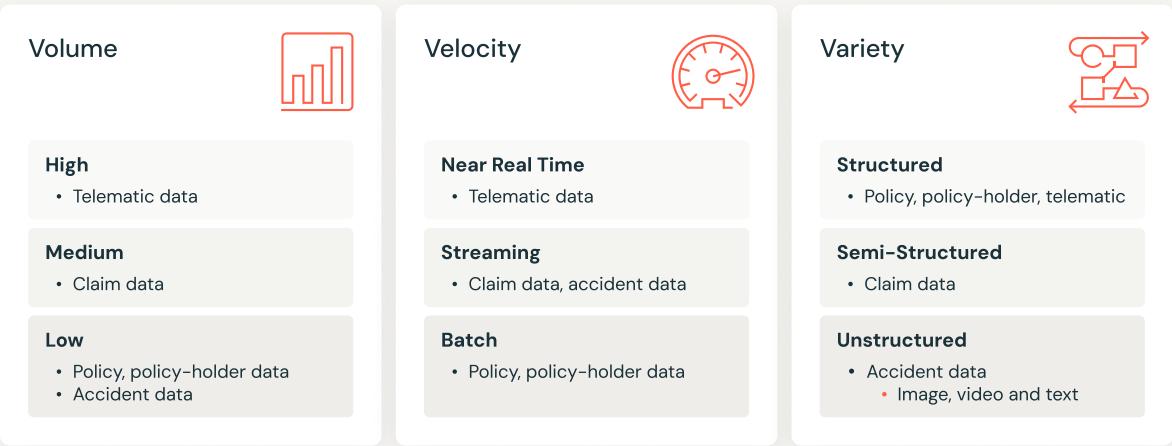 Volume
High
• Telematic data
Medium
• Claim data
Low
• Policy, policy-holder data
• Accident data
Velocity
Near Real Time
• Telematic data
Streaming
• Claim data, accident data
Batch
• Policy, policy-holder data
Variety
Structured
• Policy, policy-holder, telematic
Semi-Structured
• Claim data
Unstructured
• Accident data
• Image, video and text